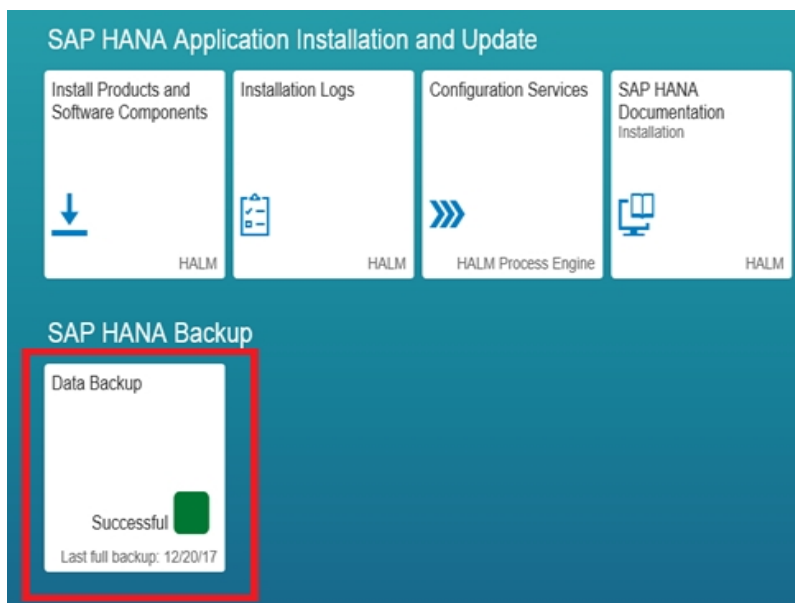 SAP HANA Application Installation and Update
Install Products and
Software Components
HALM
Installation Logs
HALM
Configuration Services
HALM Process Engine
SAP HANA
Documentation
Installation
HALM
SAP HANA Backup
Data Backup
Successful
Last full backup: 12/20/17